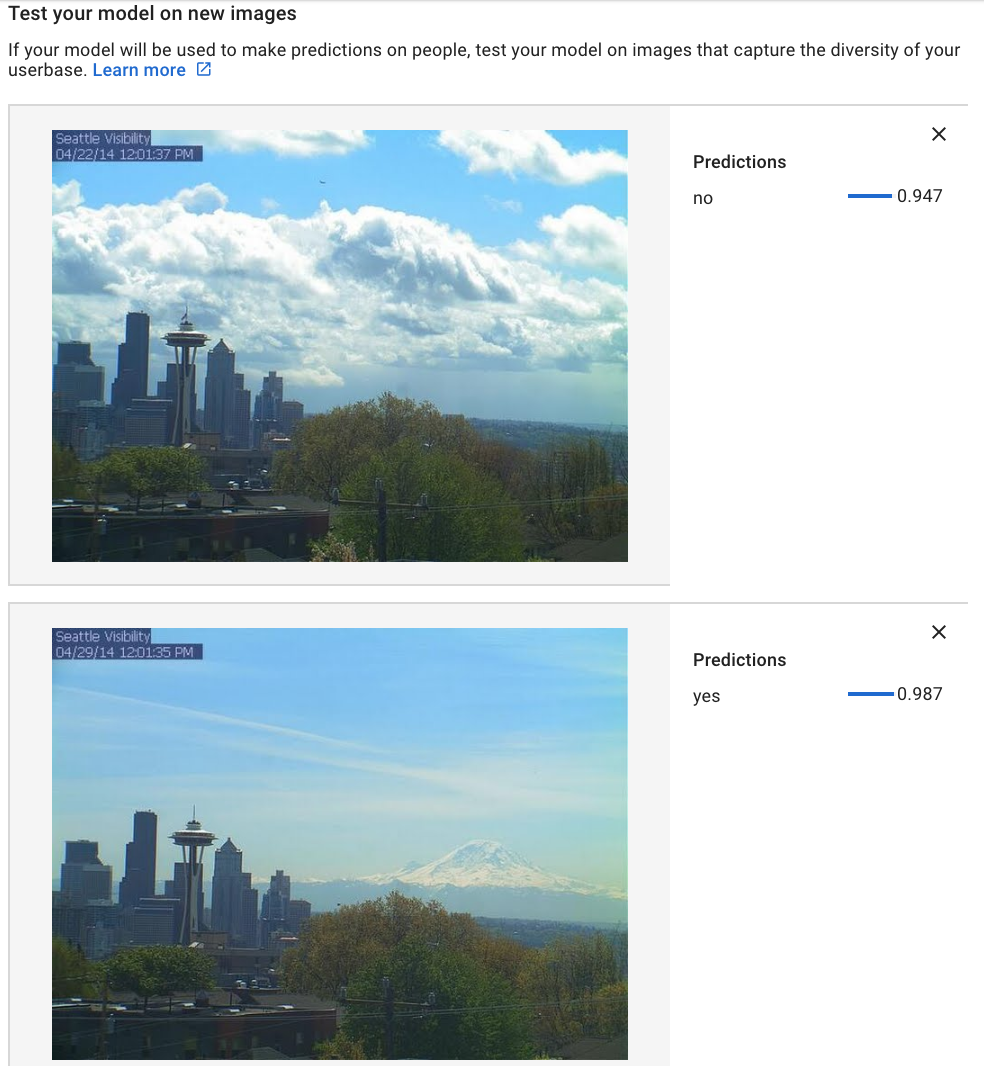 Test your model on new images
If your model will be used to make predictions on people, test your model on images that capture the diversity of your
userbase. Learn more
Seattle Visibility
04/22/14 12:01:37 PM
Predictions
no 0.947
Seattle Visibility
04/29/14 12:01:35 PM
Predictions
yes 0.987